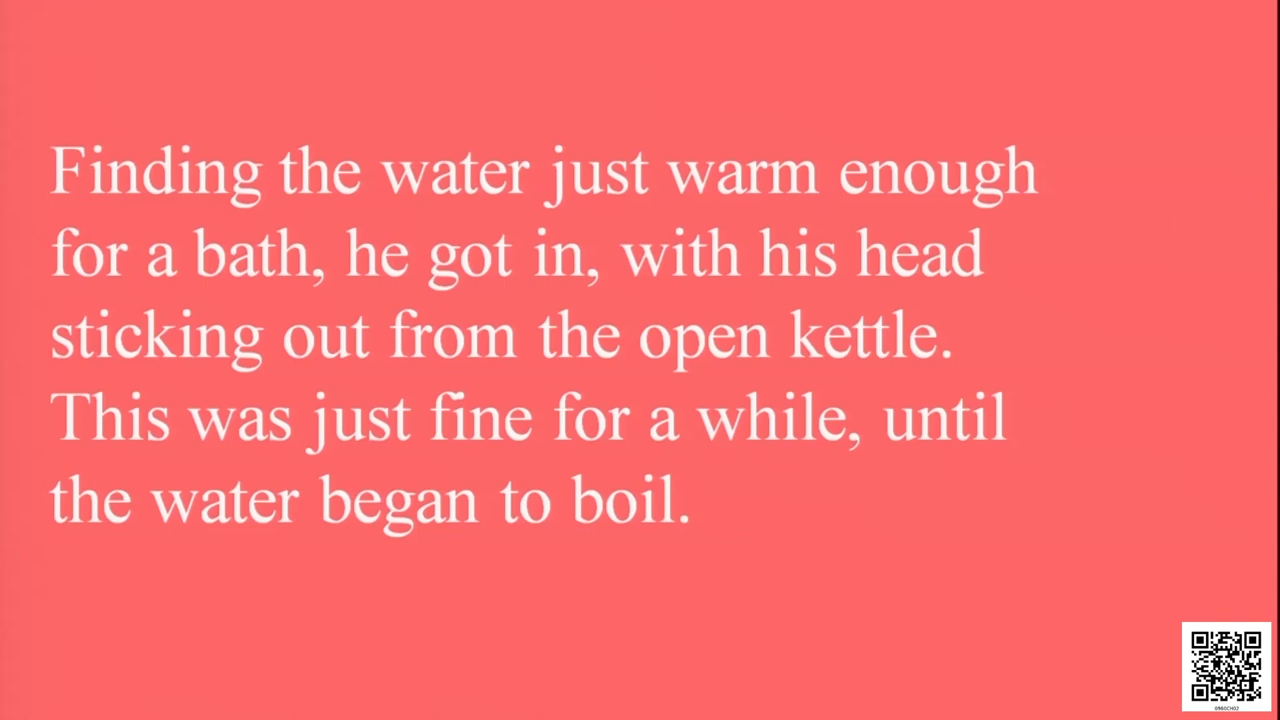 Finding the water just warm enough
for a bath, he got in, with his head
sticking out from the open kettle.
This was just fine for a while, until
the water began to boil.
0960CH02